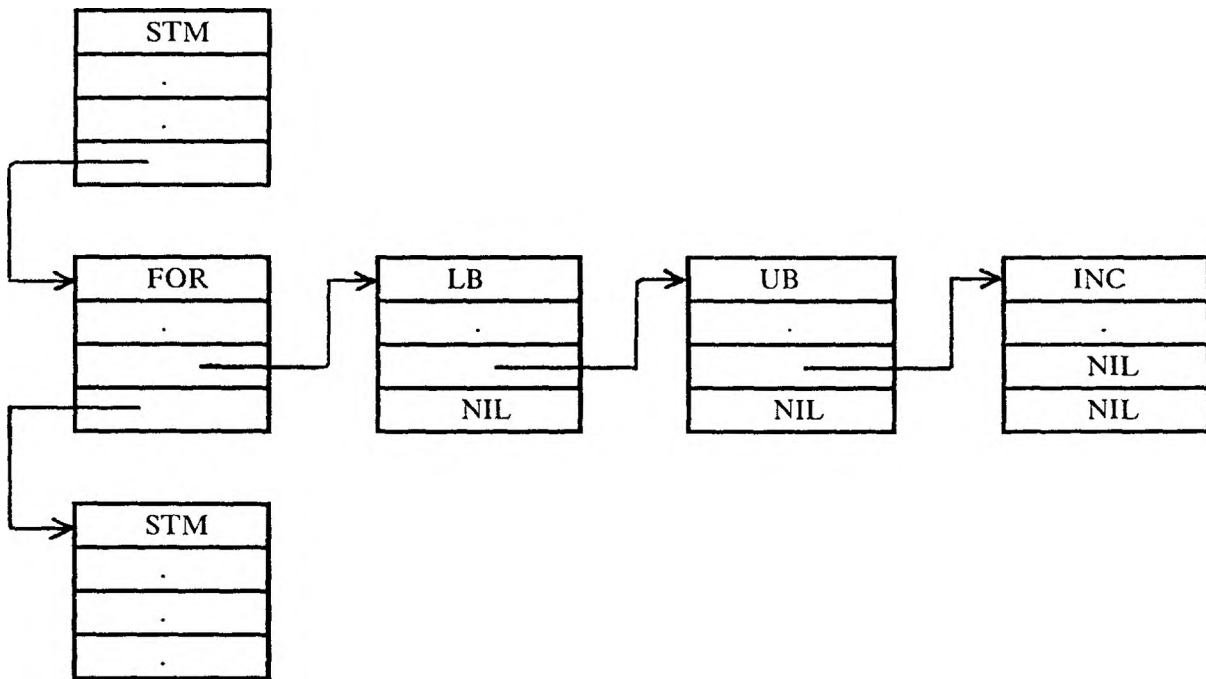 STM
.
.
FOR
LB
UB
INC
.
.
.
.
NIL
NIL
NIL
NIL
STM
.
.
.